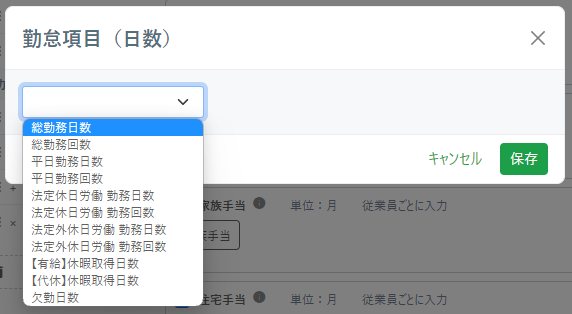 勤怠項目（日数）
総勤務日数
総勤務回数
平日勤務日数
平日勤務回数
法定休日労働 勤務日数
法定休日労働 勤務回数
法定外休日労働 勤務日数
法定外休日労働 勤務回数
【有給】休暇取得日数
【代休】休暇取得日数
欠勤日数
キャンセル 保存
家族手当 単位：月 従業員ごとに入力
族手当
住宅手当 単位：月 従業員ごとに入力